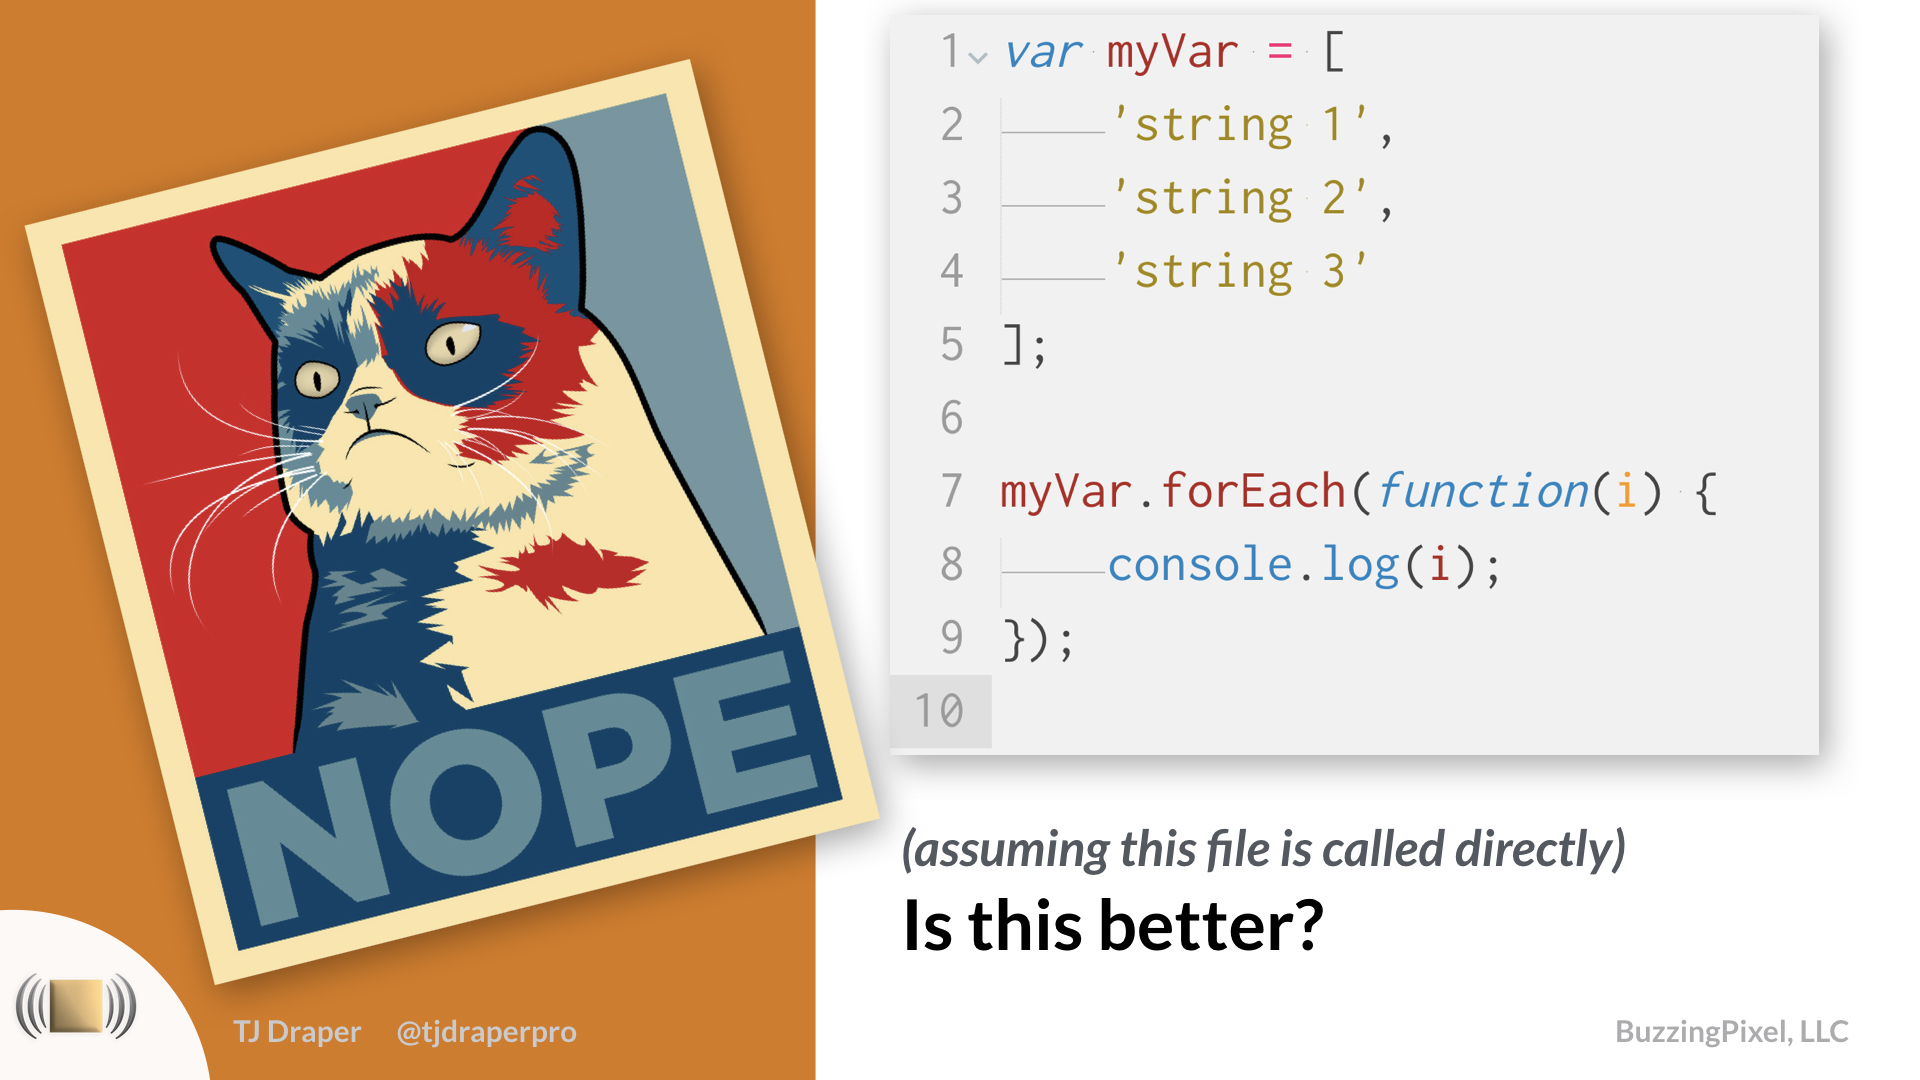 NOPE
1 var myVar = [
2 'string 1',
3 'string 2',
4 'string 3'
5 ];
6
7 myVar.forEach(function(i) {
8 console.log(i);
9 });
10
(assuming this file is called directly)
Is this better?
TJ Draper @tjdraperpro
BuzzingPixel, LLC